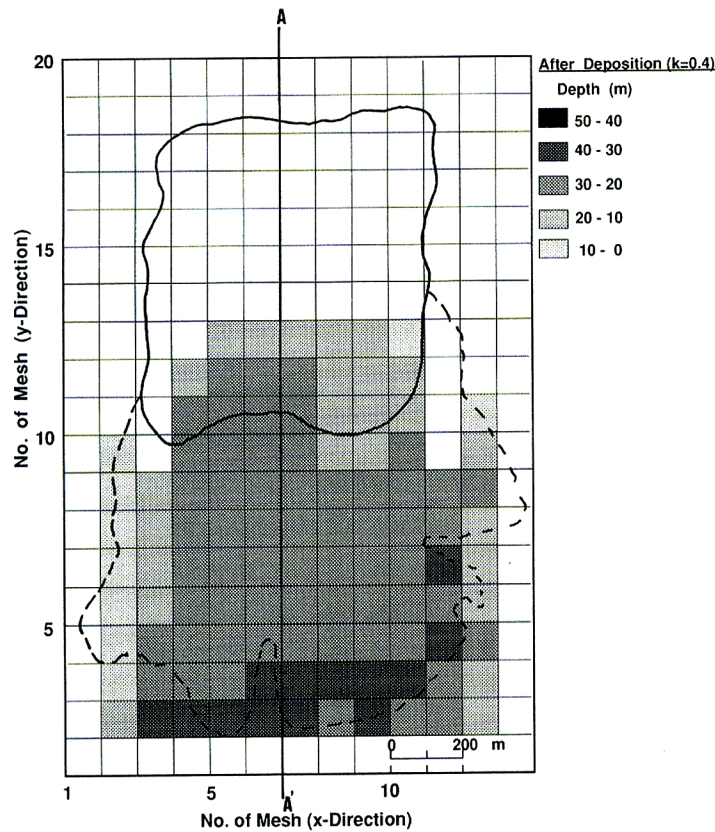 A
20
15
10
5
No. of Mesh (y-Direction)
1
5
10
A'
No. of Mesh (x-Direction)
0 200 m
After Deposition (k=0.4)
Depth (m)
50 - 40
40 - 30
30 - 20
20 - 10
10 - 0